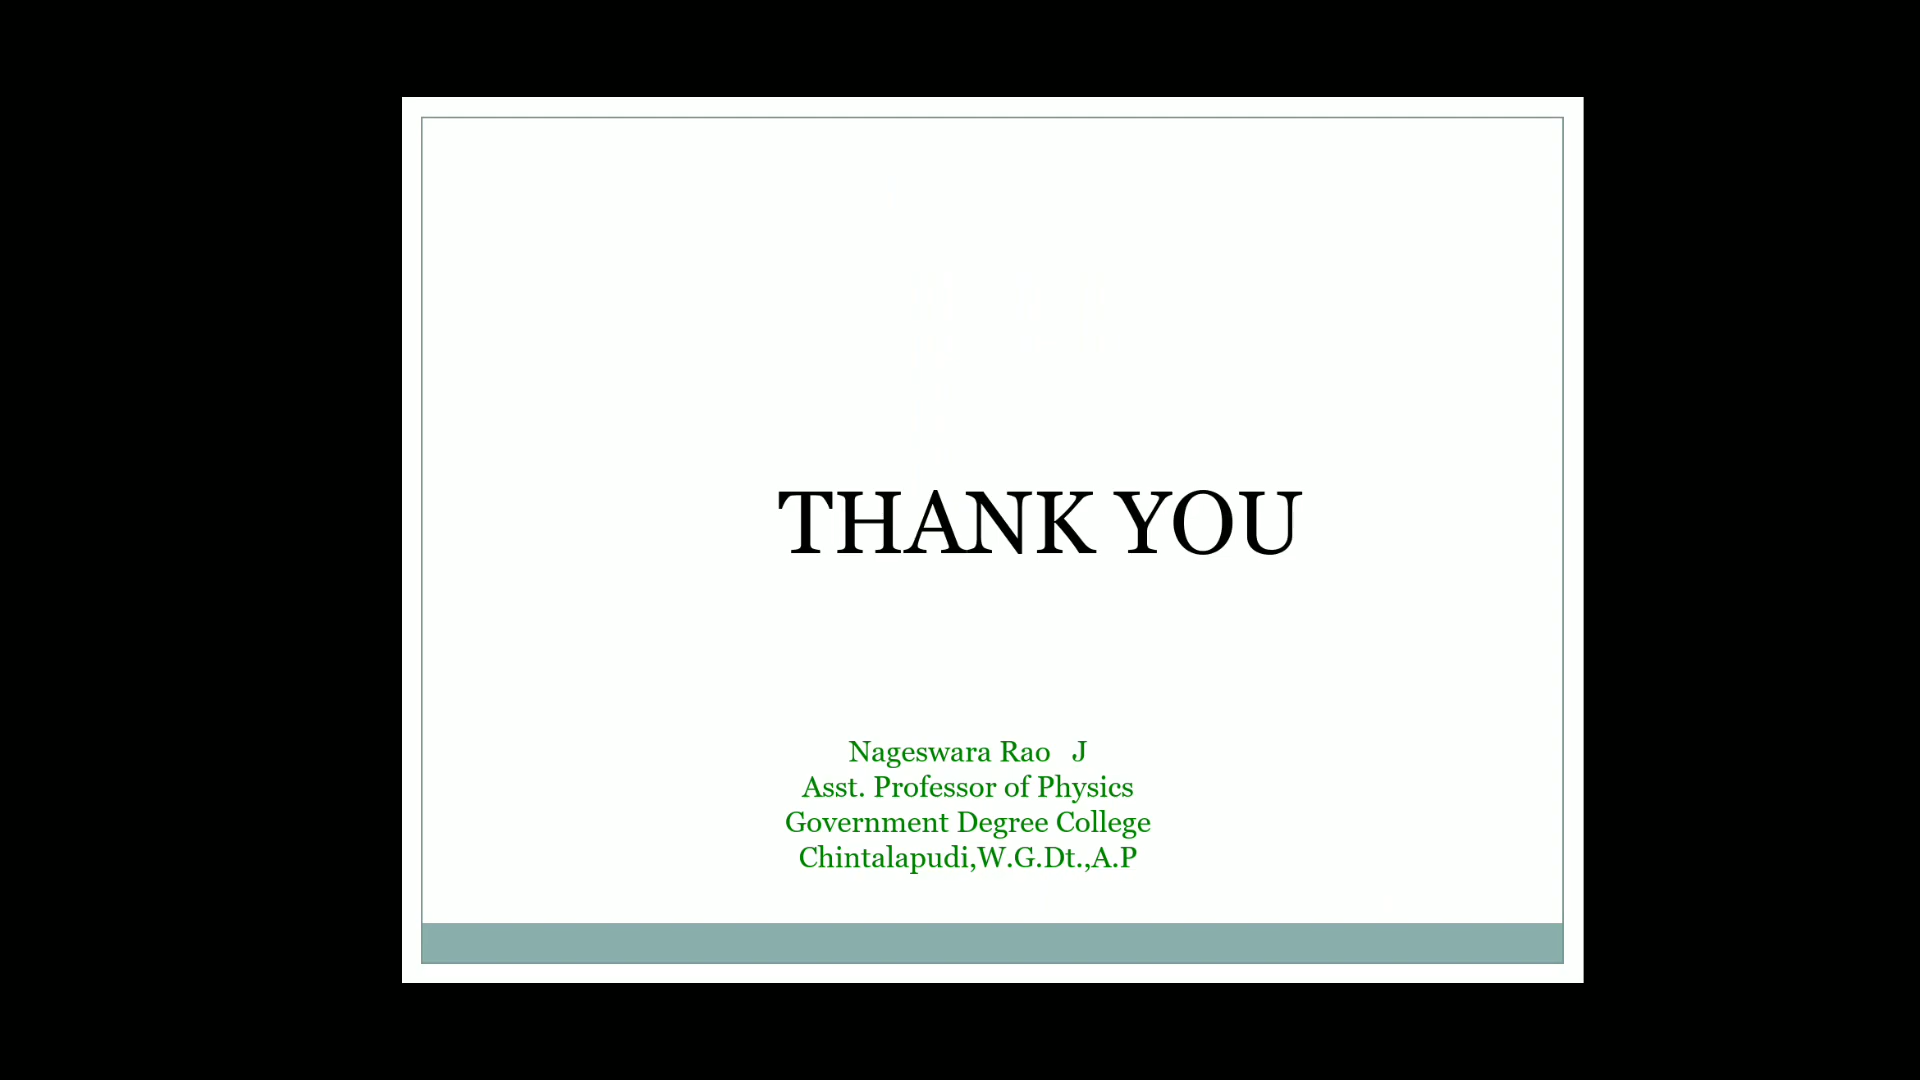 THANK YOU
Nageswara Rao J
Asst. Professor of Physics
Government Degree College
Chintalapudi,W.G.Dt.,A.P